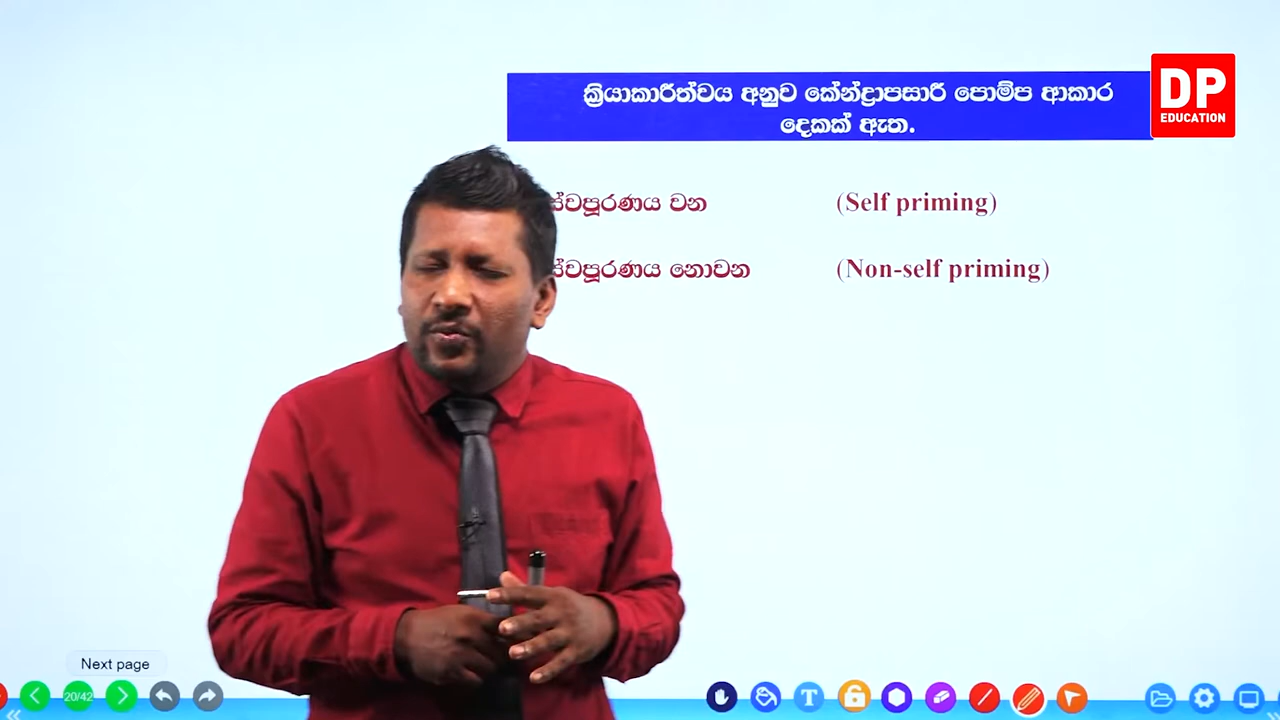 ක්‍රියාකාරීත්වය අනුව කේන්ද්‍රාපසාරී පොම්ප ආකාර
දෙකක් ඇත.
DP
EDUCATION
ස්වපූරණය වන (Self priming)
ස්වපූරණය නොවන (Non-self priming)
Next page
20/42
T